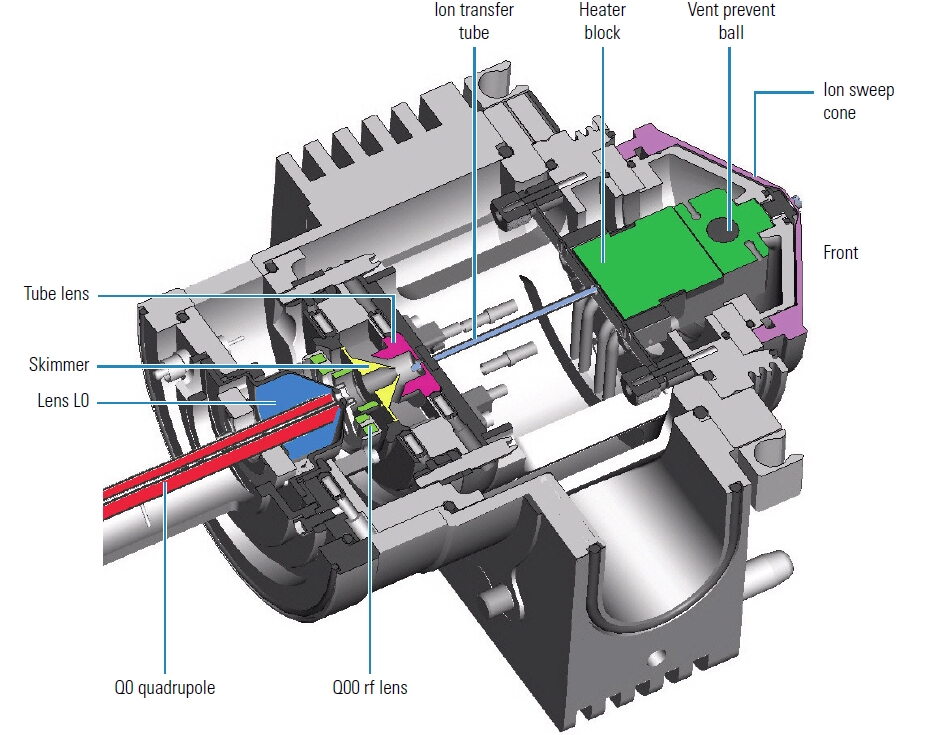 Ion transfer
tube
Heater
block
Vent prevent
ball
Ion sweep
cone
Front
Tube lens
Skimmer
Lens L0
Q0 quadrupole
Q00 rf lens